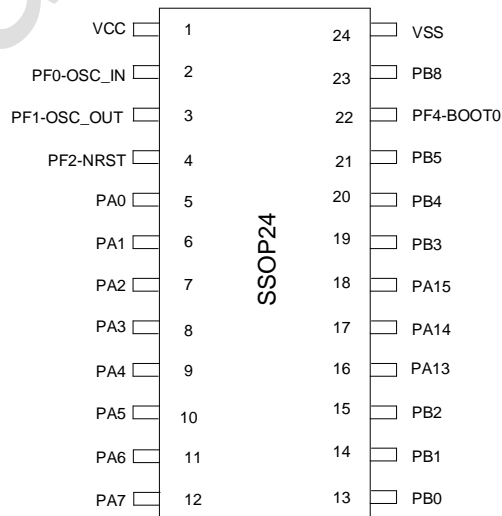 VCC 1 24 VSS
PF0-OSC_IN 2 23 PB8
PF1-OSC_OUT 3 22 PF4-BOOT0
PF2-NRST 4 21 PB5
PA0 5 20 PB4
PA1 6 19 PB3
PA2 7 18 PA15
PA3 8 17 PA14
PA4 9 16 PA13
PA5 10 15 PB2
PA6 11 14 PB1
PA7 12 13 PB0
SSOP24